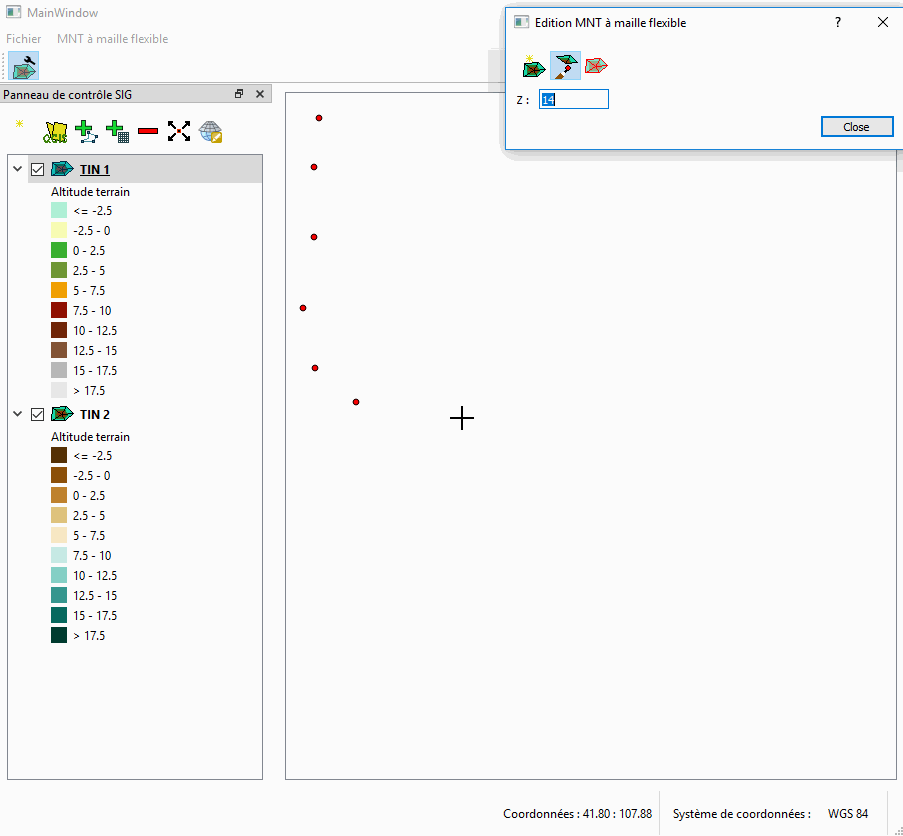 MainWindow
Fichier MNT à maille flexible
Edition MNT à maille flexible ?
Z : 14
Close
Panneau de contrôle SIG
QGIS
TIN 1
Altitude terrain
<= -2.5
-2.5 - 0
0 - 2.5
2.5 - 5
5 - 7.5
7.5 - 10
10 - 12.5
12.5 - 15
15 - 17.5
> 17.5
TIN 2
Altitude terrain
<= -2.5
-2.5 - 0
0 - 2.5
2.5 - 5
5 - 7.5
7.5 - 10
10 - 12.5
12.5 - 15
15 - 17.5
> 17.5
Coordonnées : 41.80 : 107.88 Système de coordonnées : WGS 84